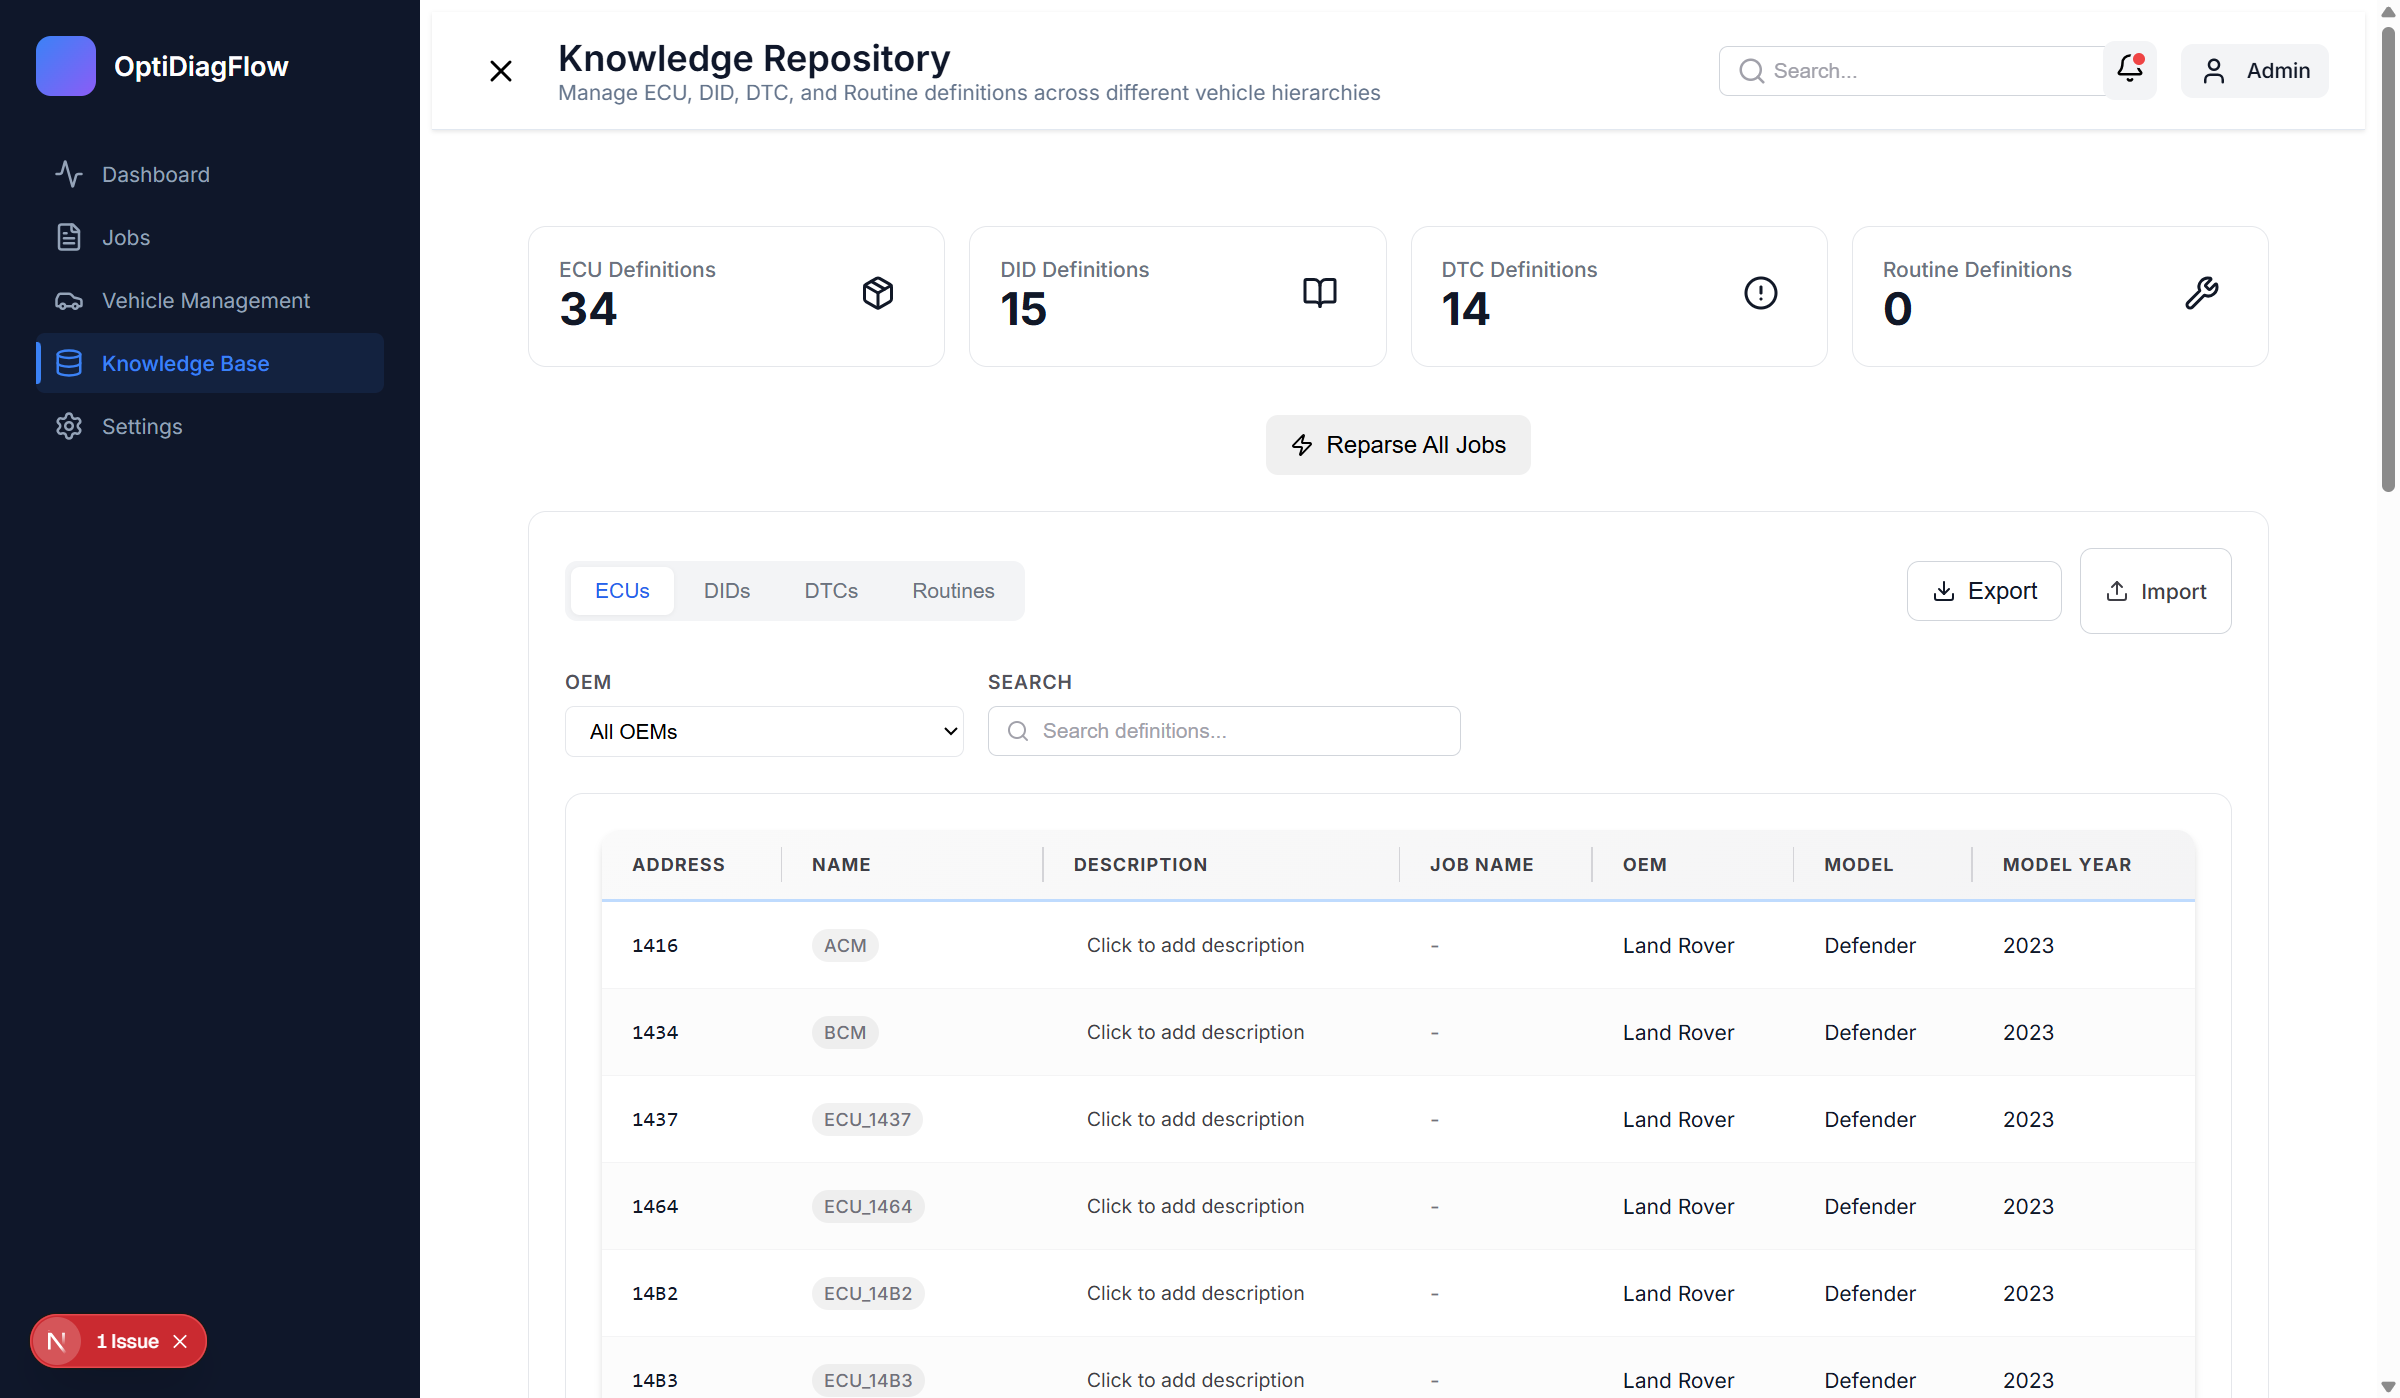 OptiDiagFlow
Dashboard
Jobs
Vehicle Management
Knowledge Base
Settings
1 Issue
Knowledge Repository
Manage ECU, DID, DTC, and Routine definitions across different vehicle hierarchies
Search...
Admin
ECU Definitions
34
DID Definitions
15
DTC Definitions
14
Routine Definitions
0
Reparse All Jobs
ECUs DIDs DTCs Routines
Export
Import
OEM
All OEMs
SEARCH
Search definitions...
ADDRESS NAME DESCRIPTION JOB NAME OEM MODEL MODEL YEAR
1416 ACM Click to add description - Land Rover Defender 2023
1434 BCM Click to add description - Land Rover Defender 2023
1437 ECU_1437 Click to add description - Land Rover Defender 2023
1464 ECU_1464 Click to add description - Land Rover Defender 2023
14B2 ECU_14B2 Click to add description - Land Rover Defender 2023
14B3 ECU_14B3 Click to add description - Land Rover Defender 2023